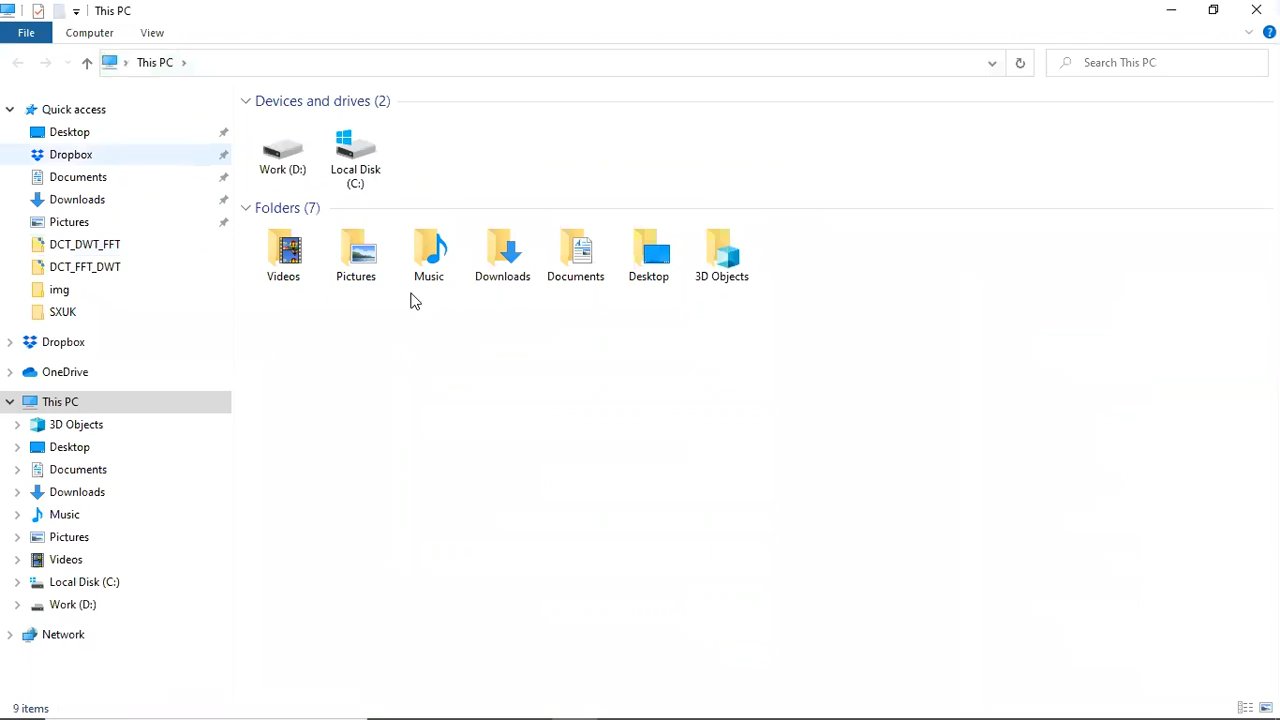 This PC
File Computer View
This PC
Search This PC
Quick access
Desktop
Dropbox
Documents
Downloads
Pictures
DCT_DWT_FFT
DCT_FFT_DWT
img
SXUK
Dropbox
OneDrive
This PC
3D Objects
Desktop
Documents
Downloads
Music
Pictures
Videos
Local Disk (C:)
Work (D:)
Network
Devices and drives (2)
Work (D:)
Local Disk
(C:)
Folders (7)
Videos
Pictures
Music
Downloads
Documents
Desktop
3D Objects
9 items